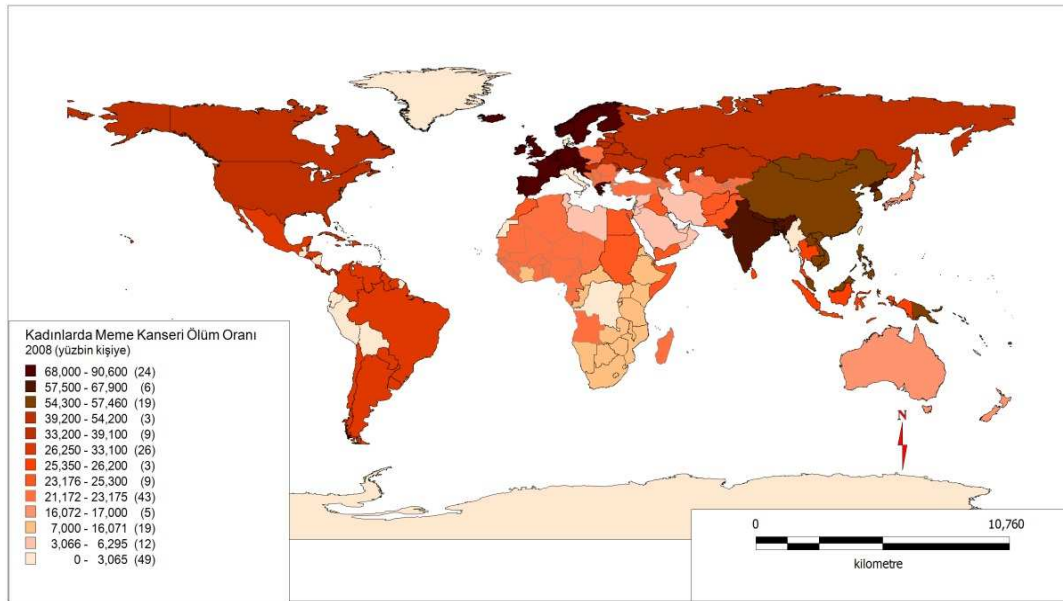 Kadınlarda Meme Kanseri Ölüm Oranı
2008 (yüzbin kişiye)
68,000 - 90,600 (24)
57,500 - 67,900 (6)
54,300 - 57,460 (19)
39,200 - 54,200 (3)
33,200 - 39,100 (9)
26,250 - 33,100 (26)
25,350 - 26,200 (3)
23,176 - 25,300 (9)
21,172 - 23,175 (43)
16,072 - 17,000 (5)
7,000 - 16,071 (19)
3,066 - 6,295 (12)
0 - 3,065 (49)
N
0 10,760
kilometre